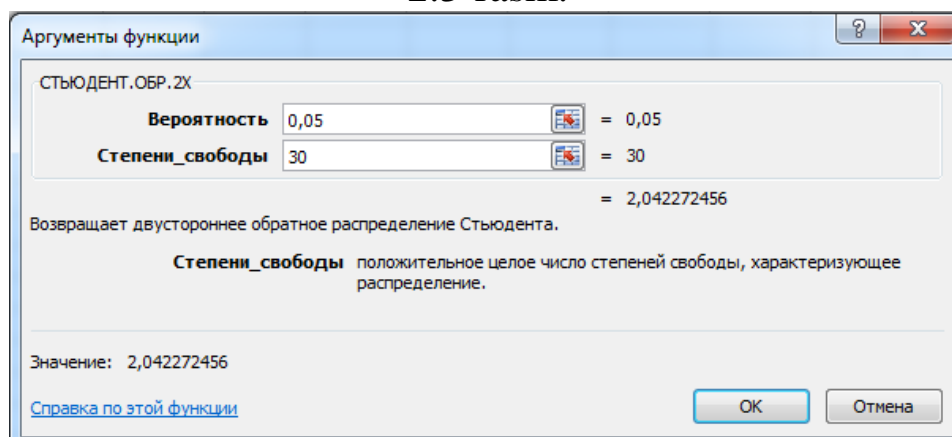 Аргументы функции
СТЬЮДЕНТ.ОБР.2Х
Вероятность 0,05 = 0,05
Степени_свободы 30 = 30
= 2,042272456
Возвращает двустороннее обратное распределение Стьюдента.
Степени_свободы положительное целое число степеней свободы, характеризующее
распределение.
Значение: 2,042272456
Справка по этой функции
ОК Отмена